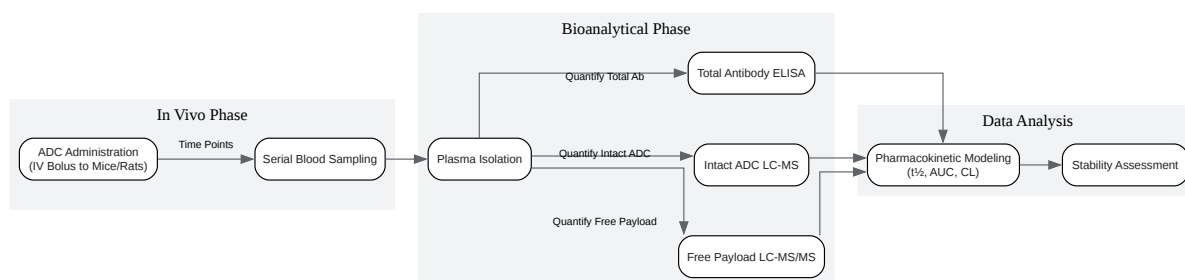 In Vivo Phase
ADC Administration
(IV Bolus to Mice/Rats)
Time Points
Serial Blood Sampling
Bioanalytical Phase
Plasma Isolation
Quantify Total Ab
Total Antibody ELISA
Quantify Intact ADC
Intact ADC LC-MS
Quantify Free Payload
Free Payload LC-MS/MS
Data Analysis
Pharmacokinetic Modeling
(t½, AUC, CL)
Stability Assessment